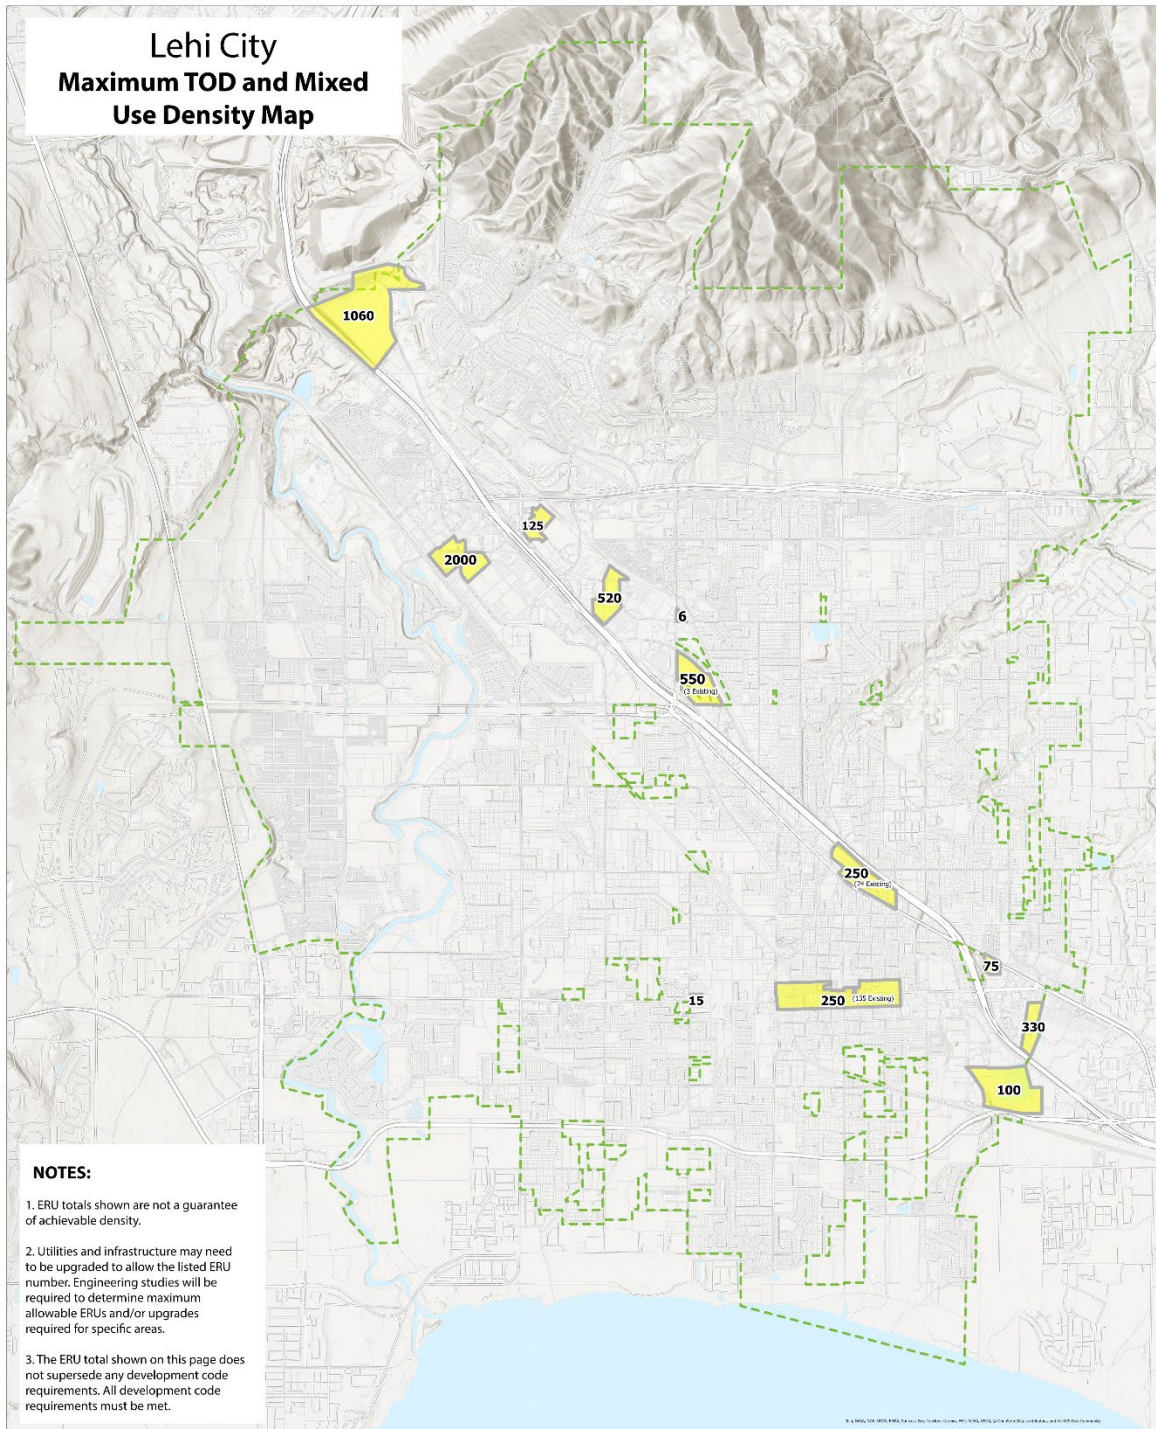 Lehi City
Maximum TOD and Mixed
Use Density Map
1060
125
2000
520
6
550
(3 Existing)
250
(74 Existing)
75
15
250 (135 Existing)
330
100
NOTES:
1. ERU totals shown are not a guarantee
of achievable density.
2. Utilities and infrastructure may need
to be upgraded to allow the listed ERU
number. Engineering studies will be
required to determine maximum
allowable ERUs and/or upgrades
required for specific areas.
3. The ERU total shown on this page does
not supersede any development code
requirements. All development code
requirements must be met.